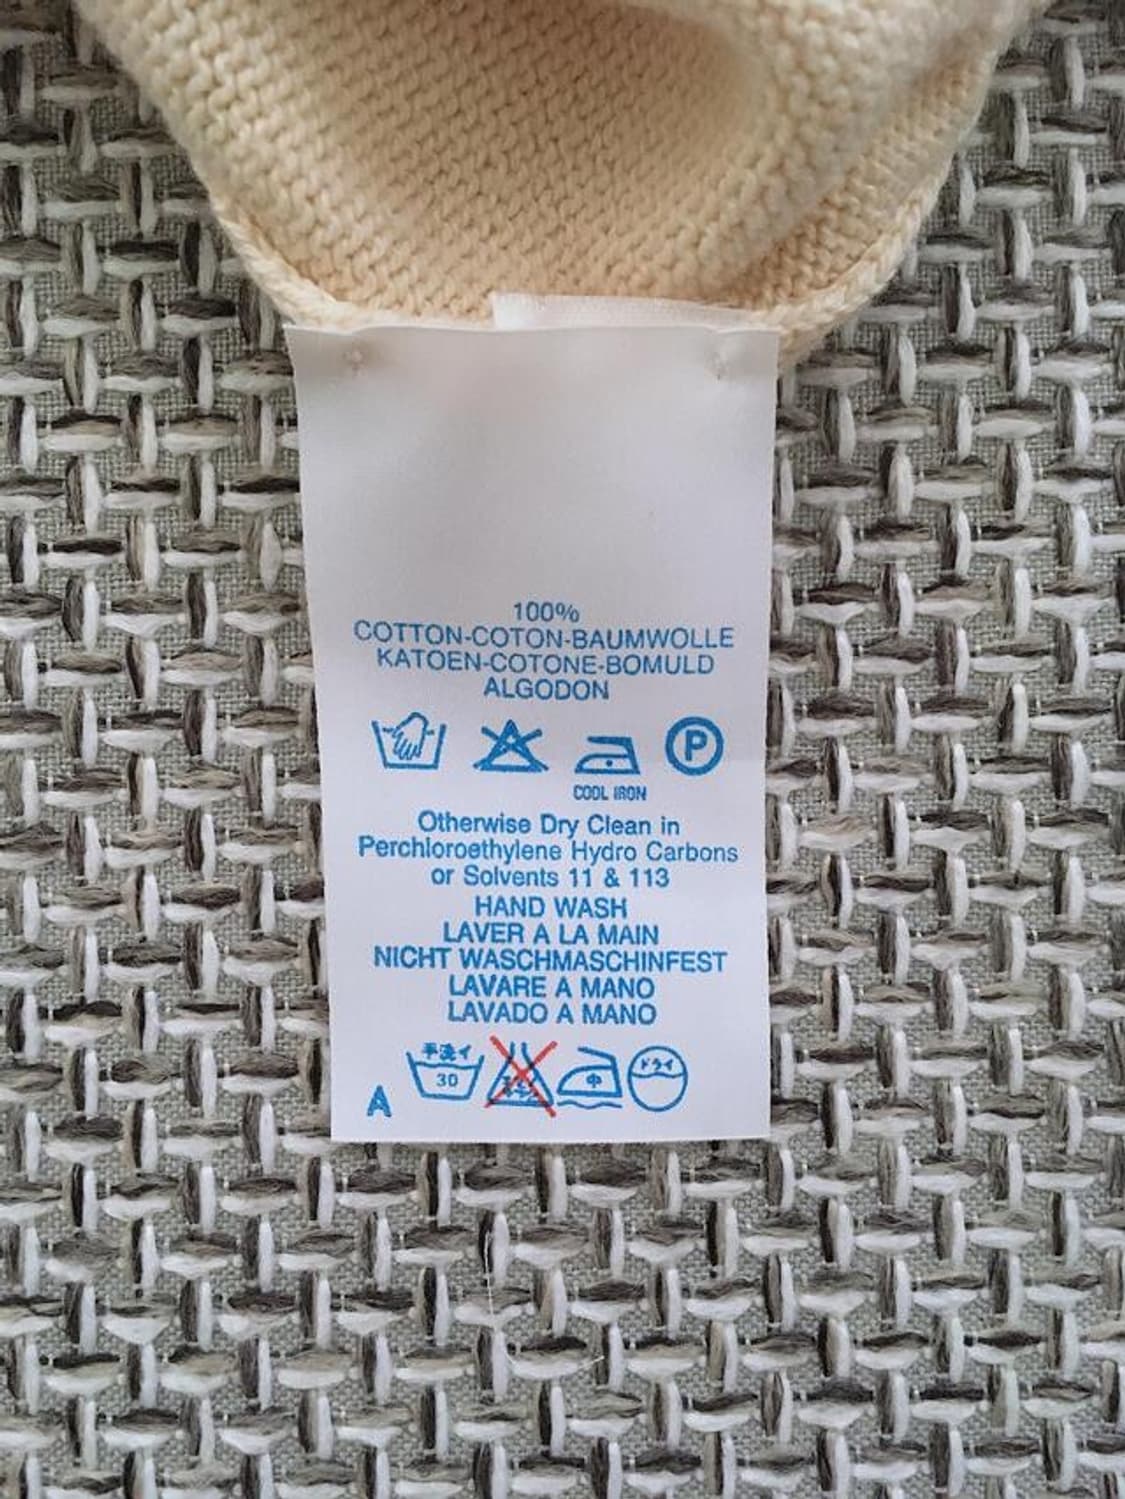 100%
COTTON-COTON-BAUMWOLLE
KATOEN-COTONE-BOMULD
ALGODON
P
COOL IRON
Otherwise Dry Clean in
Perchloroethylene Hydro Carbons
or Solvents 11 & 113
HAND WASH
LAVER A LA MAIN
NICHT WASCHMASCHINFEST
LAVARE A MANO
LAVADO A MANO
手洗イ
30
中
ドライ
A